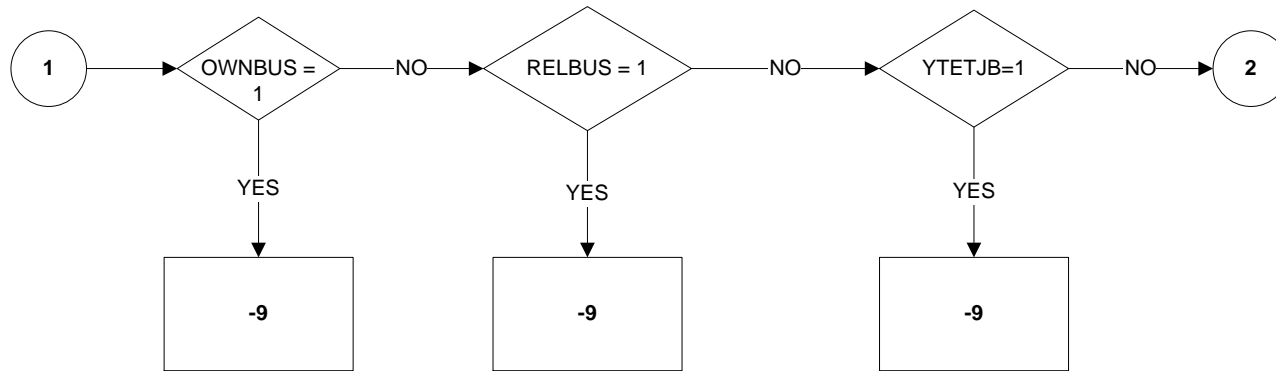 1
OWNBUS =
1
NO
RELBUS = 1
NO
YTETJB=1
NO
2
YES
YES
YES
-9
-9
-9